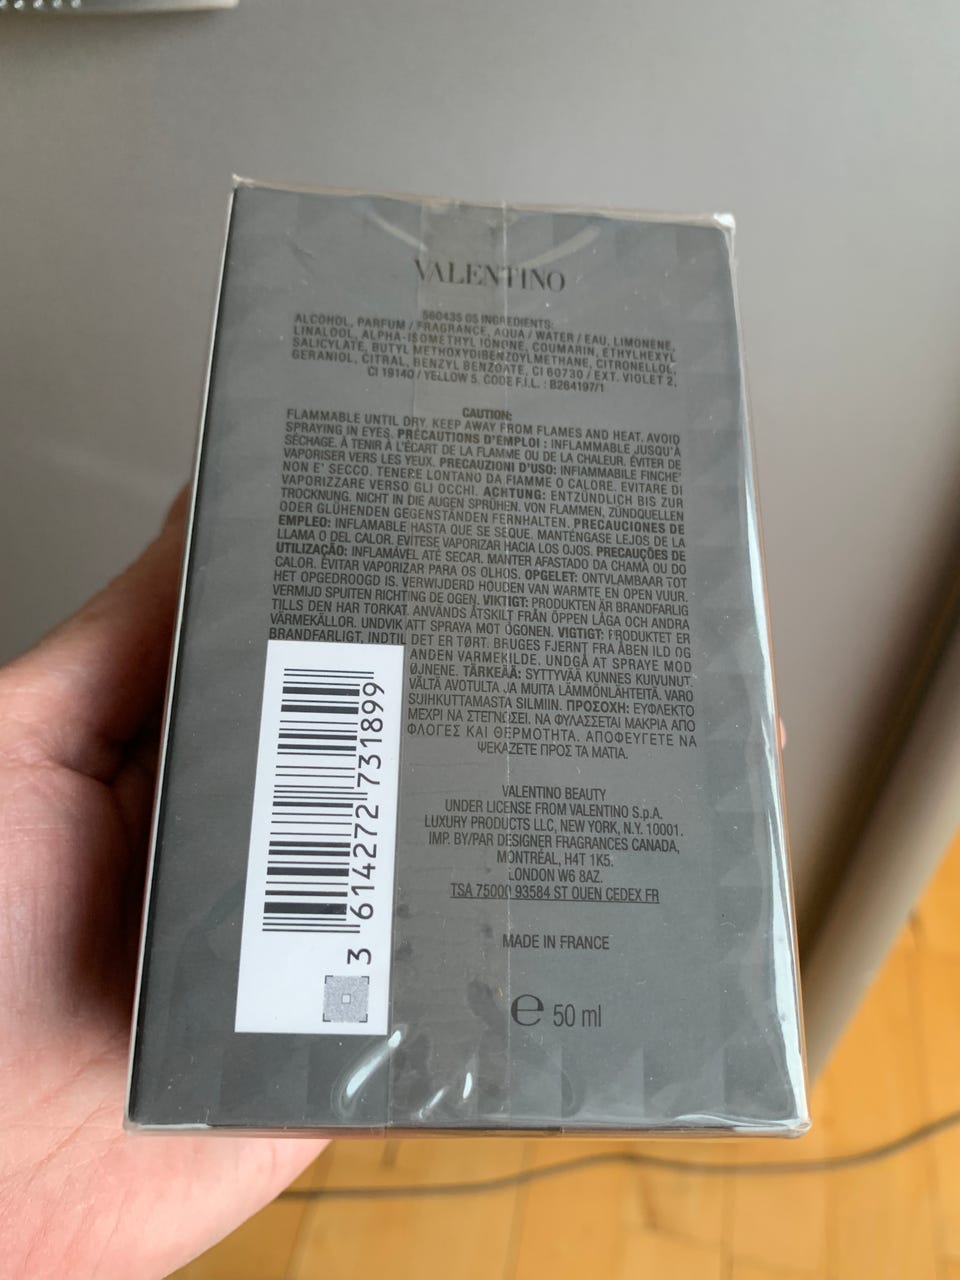 VALENTINO
560435 05 INGREDIENTS:
ALCOHOL, PARFUM / FRAGRANCE, AQUA / WATER / EAU, LIMONENE,
LINALOOL, ALPHA-ISOMETHYL IONONE, COUMARIN, ETHYLHEXYL
SALICYLATE, BUTYL METHOXYDIBENZOYLMETHANE, CITRONELLOL,
GERANIOL, CITRAL, BENZYL BENZOATE, CI 60730 / EXT. VIOLET 2,
CI 19140 / YELLOW 5. CODE F.I.L. : B264197/1
CAUTION:
FLAMMABLE UNTIL DRY. KEEP AWAY FROM FLAMES AND HEAT. AVOID
SPRAYING IN EYES. PRÉCAUTIONS D'EMPLOI : INFLAMMABLE JUSQU'À
SÉCHAGE. À TENIR À L'ÉCART DE LA FLAMME OU DE LA CHALEUR. ÉVITER DE
VAPORISER VERS LES YEUX. PRECAUZIONI D'USO: INFIAMMABILE FINCHE'
NON E' SECCO. TENERE LONTANO DA FIAMME O CALORE. EVITARE DI
VAPORIZZARE VERSO GLI OCCHI. ACHTUNG: ENTZÜNDLICH BIS ZUR
TROCKNUNG. NICHT IN DIE AUGEN SPRÜHEN. VON FLAMMEN, ZÜNDQUELLEN
ODER GLÜHENDEN GEGENSTÄNDEN FERNHALTEN. PRECAUCIONES DE
EMPLEO: INFLAMABLE HASTA QUE SE SEQUE. MANTÉNGASE LEJOS DE LA
LLAMA O DEL CALOR. EVITESE VAPORIZAR HACIA LOS OJOS. PRECAUÇÕES DE
UTILIZAÇÃO: INFLAMÁVEL ATÉ SECAR. MANTER AFASTADO DA CHAMA OU DO
CALOR. ÉVITAR VAPORIZAR PARA OS OLHOS. OPGELET: ONTVLAMBAAR TOT
HET OPGEDROOGD IS. VERWIJDERD HOUDEN VAN WARMTE EN OPEN VUUR.
VERMIJD SPUITEN RICHTING DE OGEN. VIKTIGT: PRODUKTEN ÄR BRANDFARLIG
TILLS DEN HAR TORKAT. ANVÄNDS ÅTSKILT FRÅN ÖPPEN LÅGA OCH ANDRA
VÄRMEKÄLLOR. UNDVIK ATT SPRAYA MOT ÖGONEN. VIGTIGT: PRODUKTET ER
BRANDFARLIGT, INDTIL DET ER TØRT. BRUGES FJERNT FRA ÅBEN ILD OG
ANDEN VARMEKILDE. UNDGÅ AT SPRAYE MOD
ØJNENE. TÄRKEÄÄ: SYTTYVÄÄ KUNNES KUIVUNUT.
VÄLTÄ AVOTULTA JA MUITA LÄMMÖNLÄHTEITÄ. VARO
SUIHKUTTAMASTA SILMIIN. ΠΡΟΣΟΧΗ: ΕΥΦΛΕΚΤΟ
ΜΕΧΡΙ ΝΑ ΣΤΕΓΝΩΣΕΙ. ΝΑ ΦΥΛΑΣΣΕΤΑΙ ΜΑΚΡΙΑ ΑΠΟ
ΦΛΟΓΕΣ ΚΑΙ ΘΕΡΜΟΤΗΤΑ. ΑΠΟΦΕΥΓΕΤΕ ΝΑ
ΨΕΚΑΖΕΤΕ ΠΡΟΣ ΤΑ ΜΑΤΙΑ.
3 614272 731899
VALENTINO BEAUTY
UNDER LICENSE FROM VALENTINO S.p.A.
LUXURY PRODUCTS LLC, NEW YORK, N.Y. 10001.
IMP. BY/PAR DESIGNER FRAGRANCES CANADA,
MONTRÉAL, H4T 1K5.
LONDON W6 8AZ.
TSA 75000 93584 ST OUEN CEDEX FR
MADE IN FRANCE
℮ 50 ml